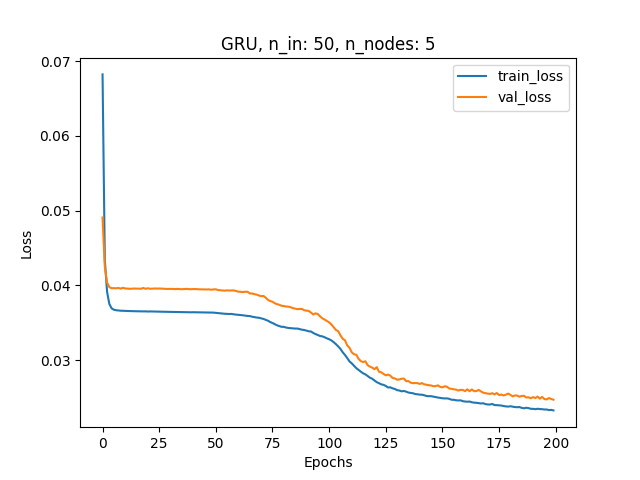 GRU, n_in: 50, n_nodes: 5
train_loss
val_loss
0.07
0.06
0.05
0.04
0.03
Loss
0 25 50 75 100 125 150 175 200
Epochs